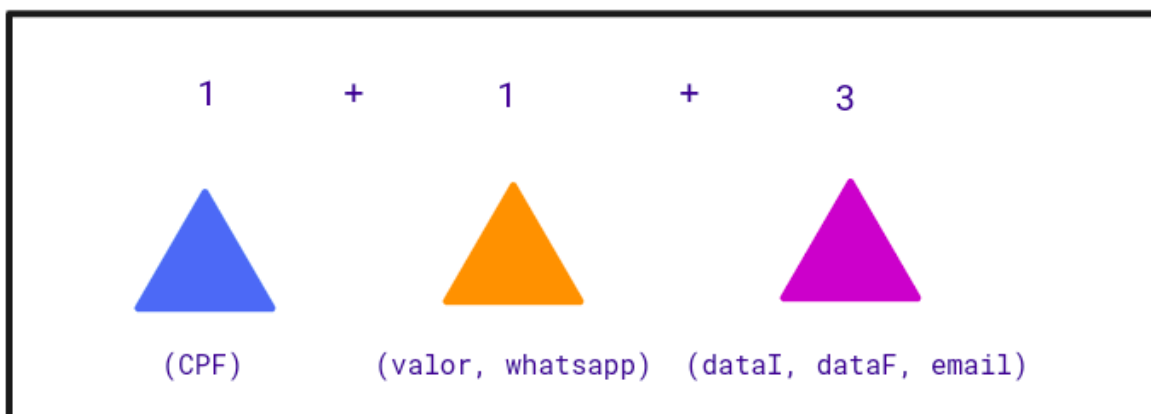 1 + 1 + 3
(CPF) (valor, whatsapp) (dataI, dataF, email)